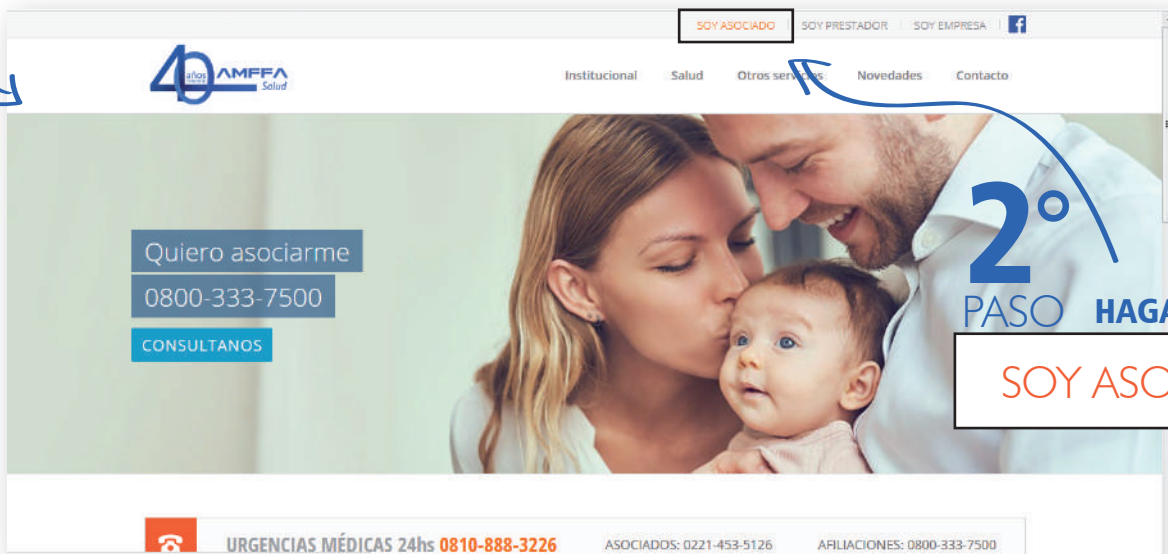 SOY ASOCIADO SOY PRESTADOR SOY EMPRESA f
40 años AMFFA Salud
Institucional Salud Otros servicios Novedades Contacto
Quiero asociarme
0800-333-7500
CONSULTANOS
2°
PASO HAGA
SOY ASO
URGENCIAS MÉDICAS 24hs 0810-888-3226 ASOCIADOS: 0221-453-5126 AFILIACIONES: 0800-333-7500